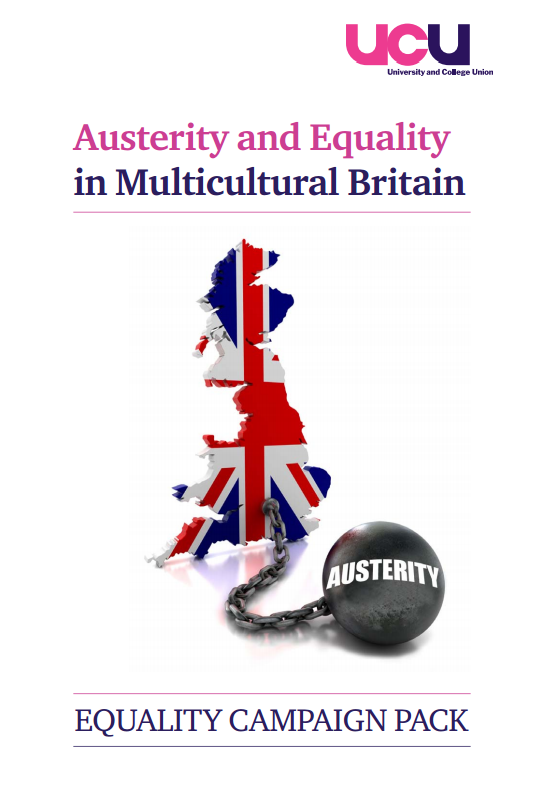 UCU
University and College Union
Austerity and Equality
in Multicultural Britain
AUSTERITY
EQUALITY CAMPAIGN PACK